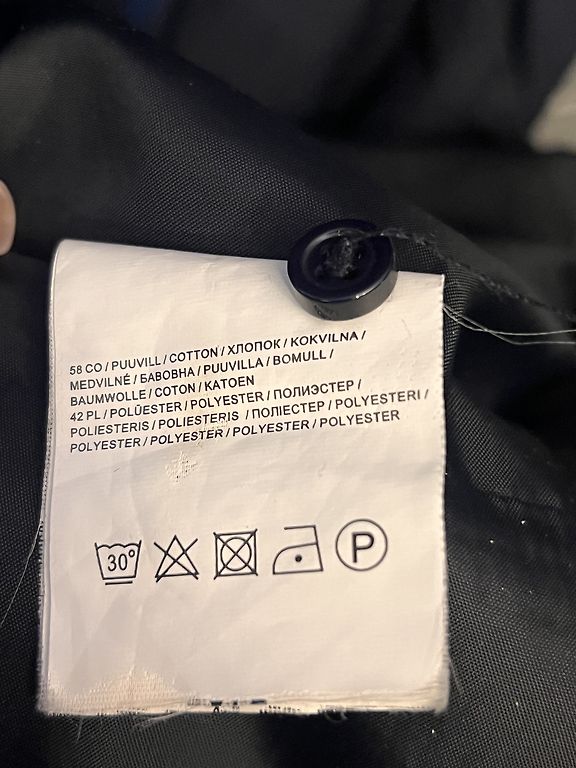 58 CO / PUUVILL / COTTON / ХЛОПОК / KOKVILNA /
MEDVILNÉ / БАВОВНА / PUUVILLA / BOMULL /
BAUMWOLLE / COTON / KATOEN
42 PL / POLÜESTER / POLYESTER / ПОЛИЭСТЕР /
POLIESTERIS / POLIESTERIS / ПОЛІЕСТЕР / POLYESTERI /
POLYESTER / POLYESTER / POLYESTER / POLYESTER
30° P